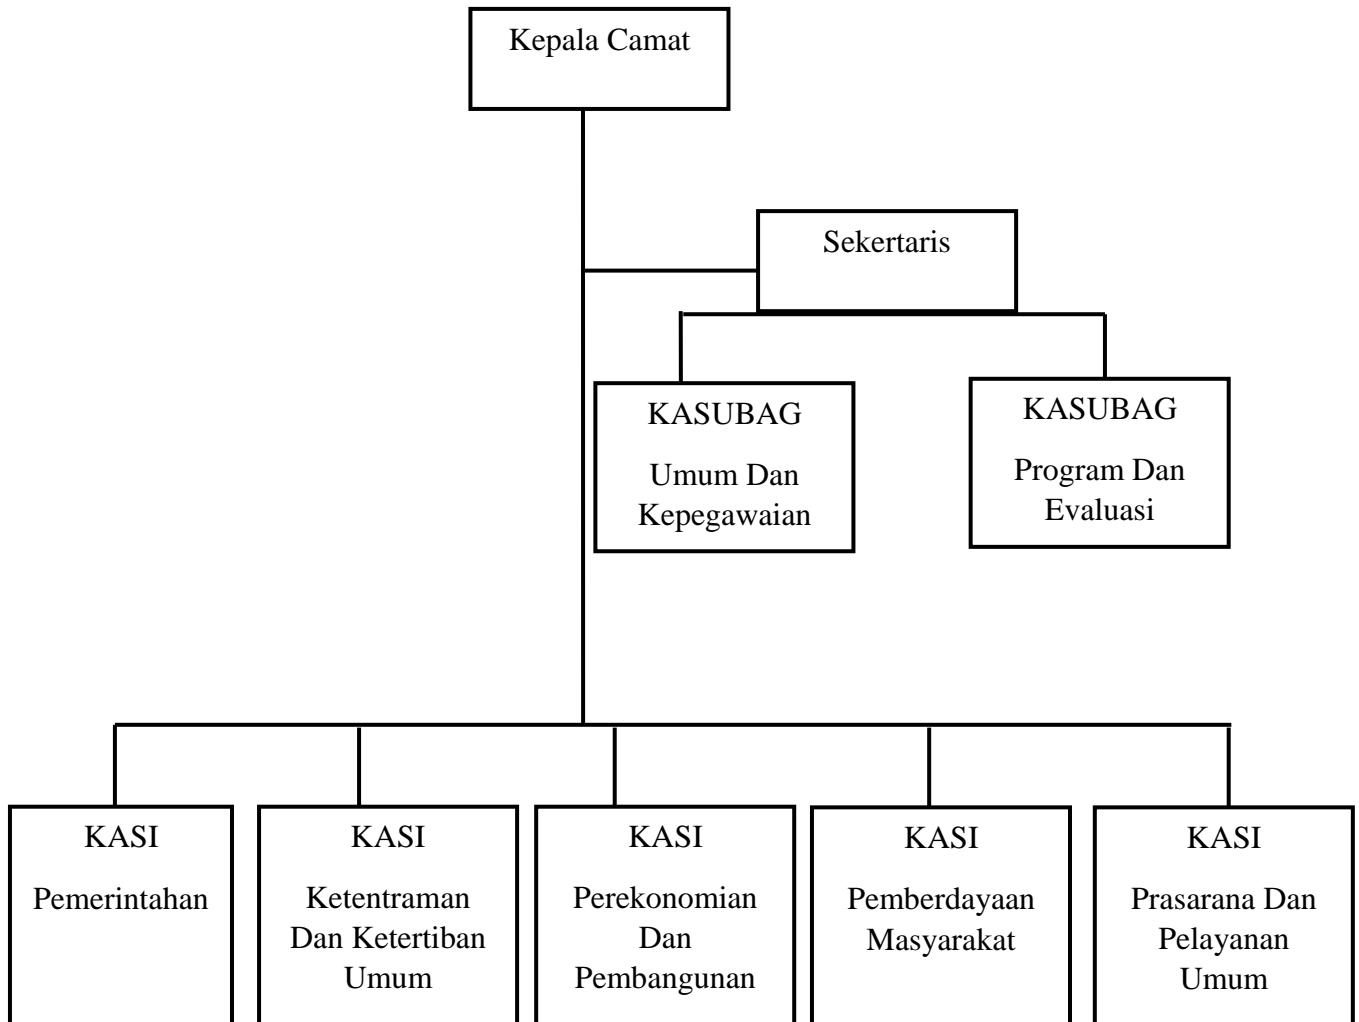 Kepala Camat
Sekertaris
KASUBAG
Umum Dan
Kepegawaian
KASUBAG
Program Dan
Evaluasi
KASI
Pemerintahan
KASI
Ketentraman
Dan Ketertiban
Umum
KASI
Perekonomian
Dan
Pembangunan
KASI
Pemberdayaan
Masyarakat
KASI
Prasarana Dan
Pelayanan
Umum